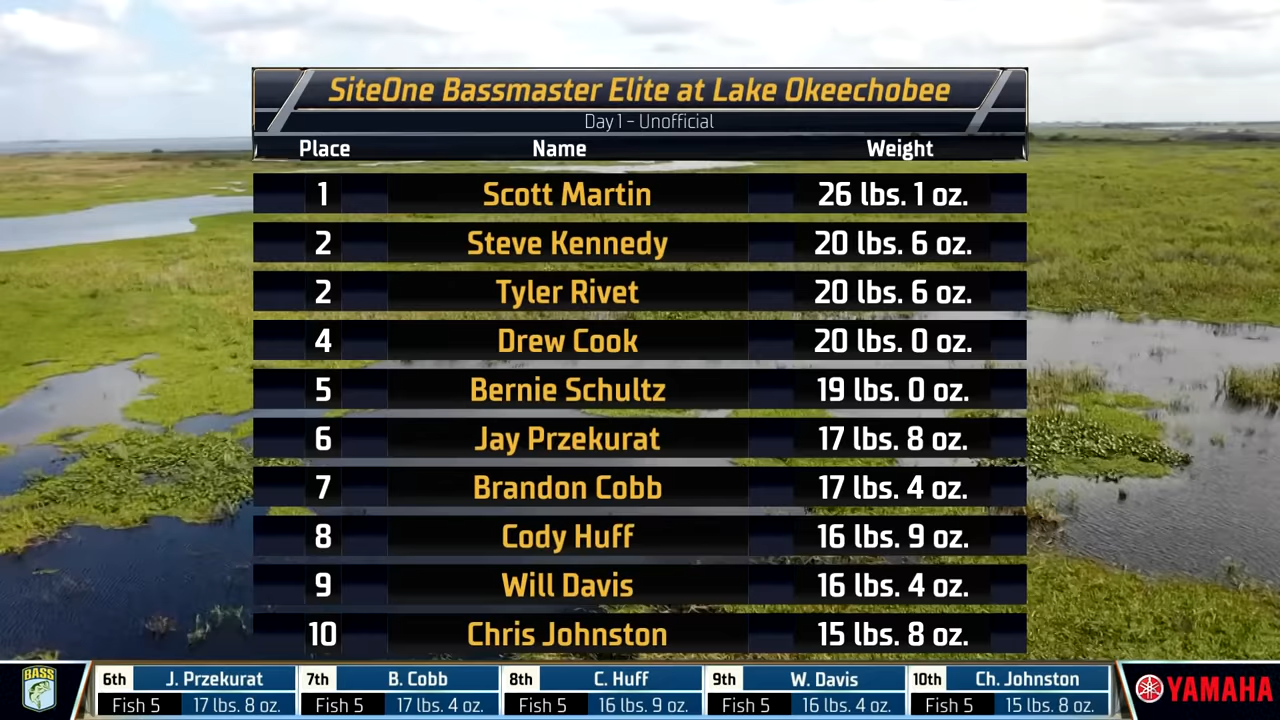 SiteOne Bassmaster Elite at Lake Okeechobee
Day 1 - Unofficial
Place Name Weight
1 Scott Martin 26 lbs. 1 oz.
2 Steve Kennedy 20 lbs. 6 oz.
2 Tyler Rivet 20 lbs. 6 oz.
4 Drew Cook 20 lbs. 0 oz.
5 Bernie Schultz 19 lbs. 0 oz.
6 Jay Przekurat 17 lbs. 8 oz.
7 Brandon Cobb 17 lbs. 4 oz.
8 Cody Huff 16 lbs. 9 oz.
9 Will Davis 16 lbs. 4 oz.
10 Chris Johnston 15 lbs. 8 oz.
BASS 6th J. Przekurat 7th B. Cobb 8th C. Huff 9th W. Davis 10th Ch. Johnston YAMAHA
Fish 5 17 lbs. 8 oz. Fish 5 17 lbs. 4 oz. Fish 5 16 lbs. 9 oz. Fish 5 16 lbs. 4 oz. Fish 5 15 lbs. 8 oz.